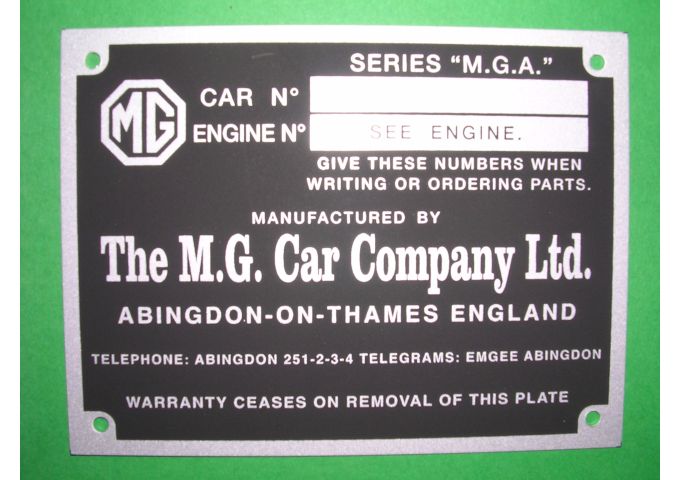 SERIES "M.G.A."
MG
CAR Nº
ENGINE Nº SEE ENGINE.
GIVE THESE NUMBERS WHEN
WRITING OR ORDERING PARTS.
MANUFACTURED BY
The M.G. Car Company Ltd.
ABINGDON-ON-THAMES ENGLAND
TELEPHONE: ABINGDON 251-2-3-4 TELEGRAMS: EMGEE ABINGDON
WARRANTY CEASES ON REMOVAL OF THIS PLATE